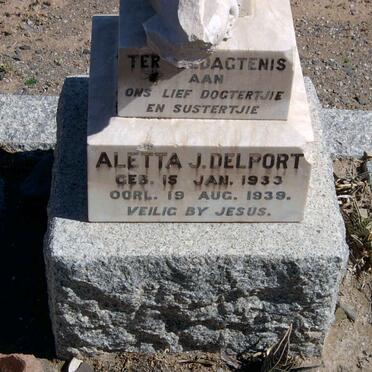 TER GEDAGTENIS
AAN
ONS LIEF DOGTERTJIE
EN SUSTERTJIE
ALETTA J. DELPORT
GEB. 15 JAN. 1933
OORL. 19 AUG. 1939.
VEILIG BY JESUS.